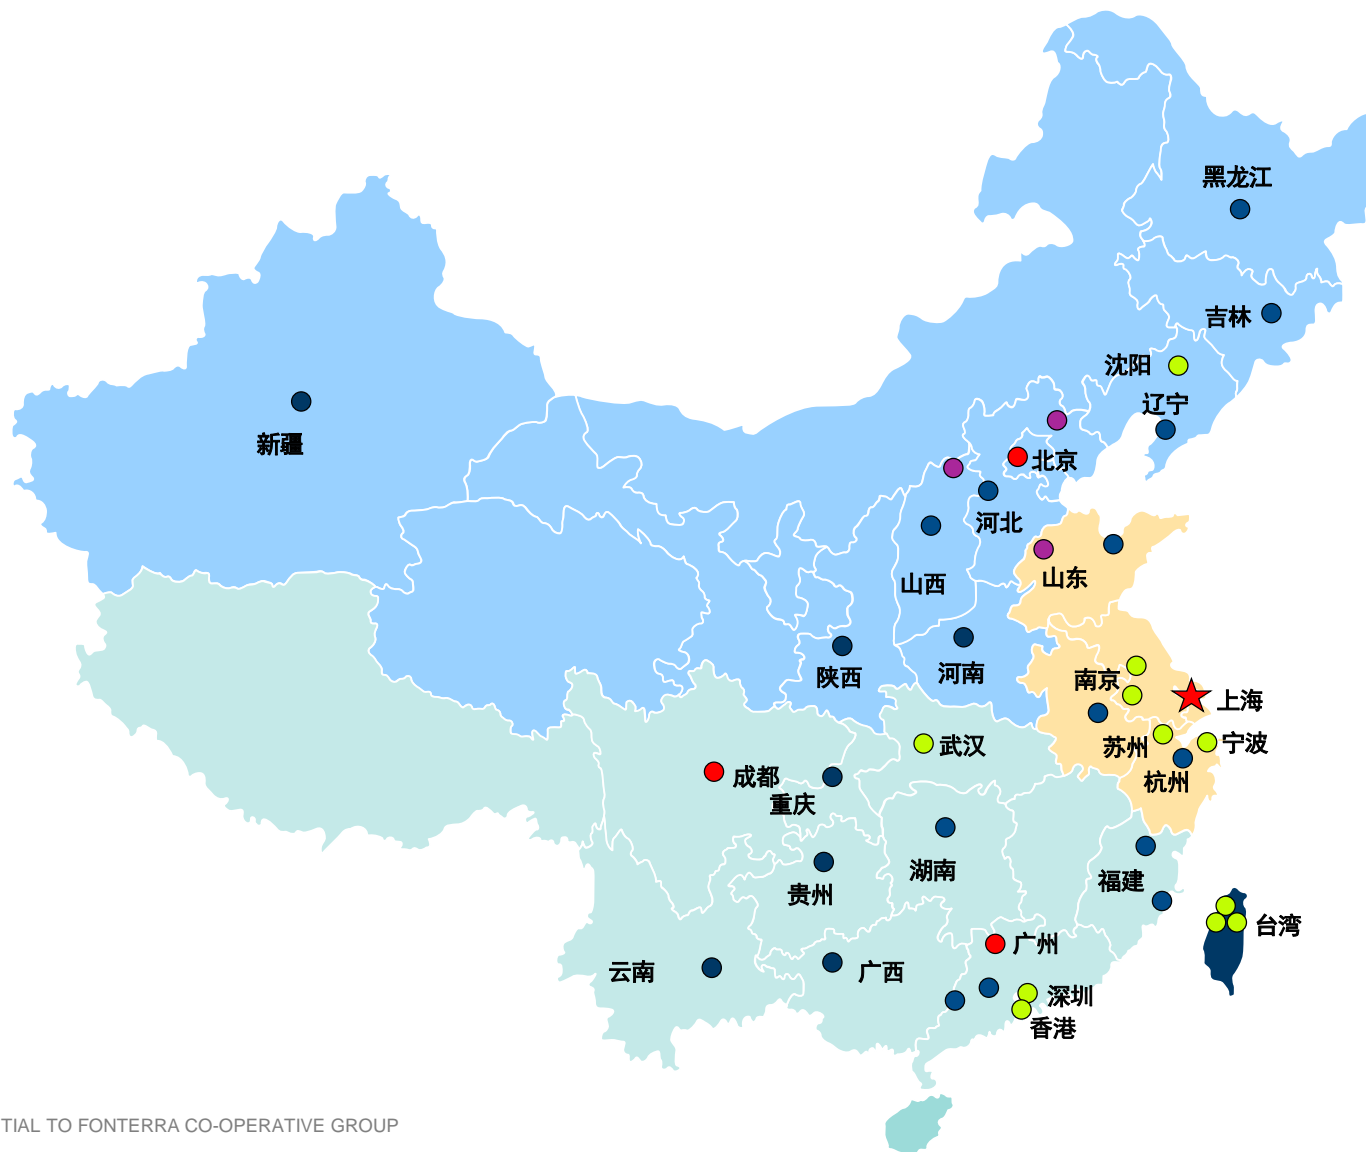 黑龙江
吉林
沈阳
辽宁
新疆
北京
河北
山东
山西
陕西
河南
南京
上海
苏州
宁波
武汉
杭州
成都
重庆
湖南
福建
贵州
台湾
广州
云南
广西
深圳
香港
TIAL TO FONTERRA CO-OPERATIVE GROUP